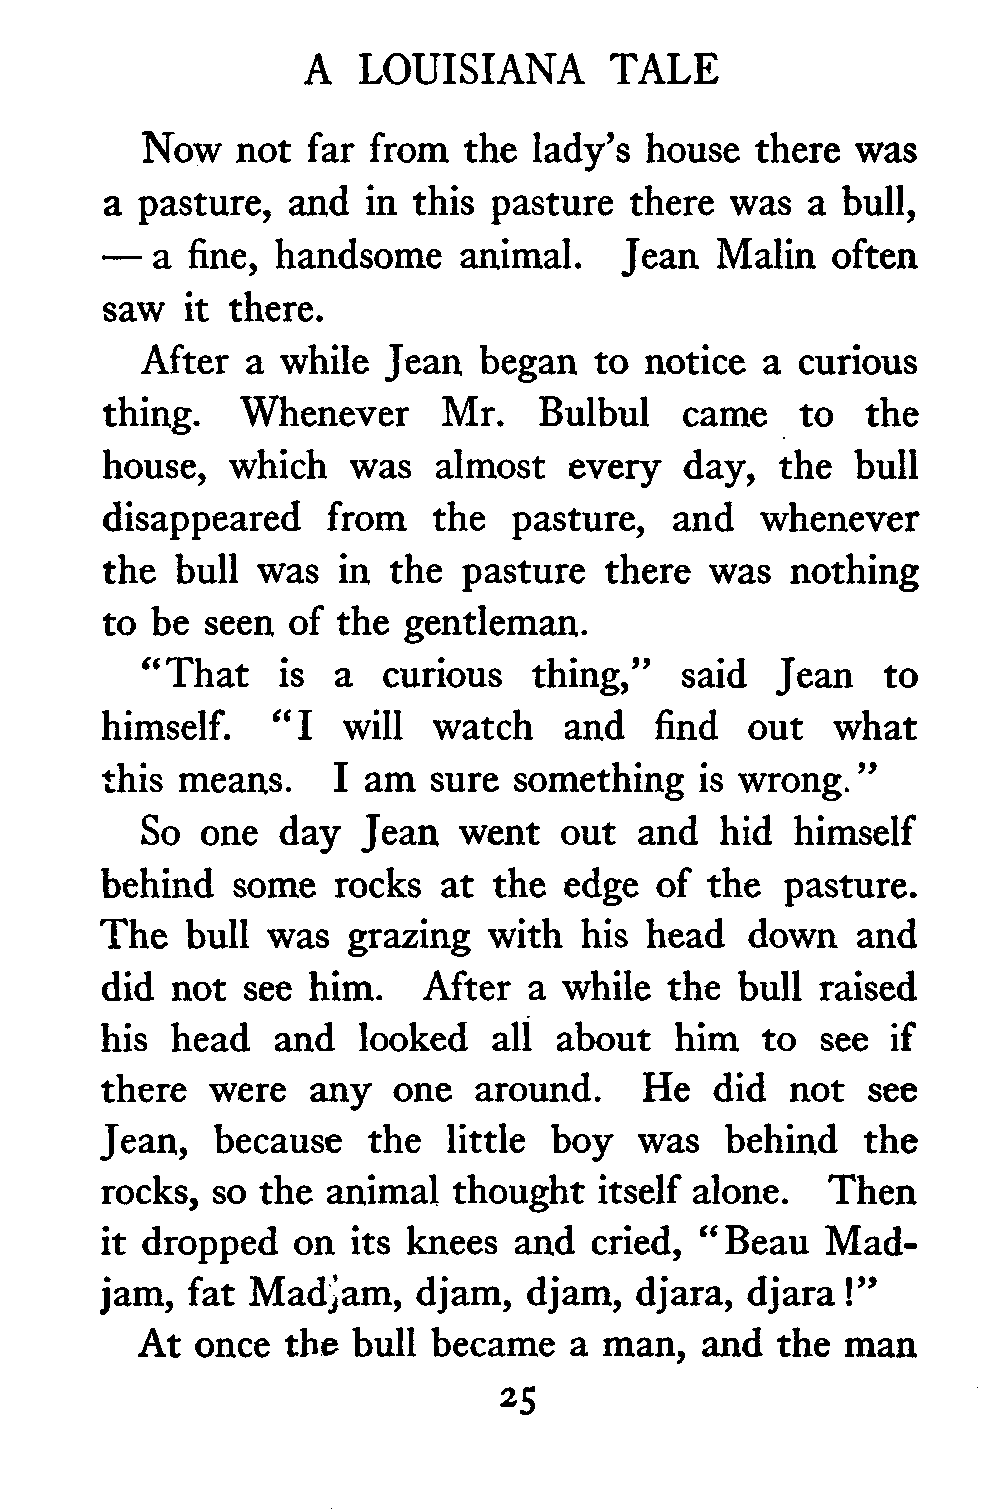 A LOUISIANA TALE
Now not far from the lady's house there was
a pasture, and in this pasture there was a bull,
— a fine, handsome animal. Jean Malin often
saw it there.
After a while Jean began to notice a curious
thing. Whenever Mr. Bulbul came to the
house, which was almost every day, the bull
disappeared from the pasture, and whenever
the bull was in the pasture there was nothing
to be seen of the gentleman.
"That is a curious thing," said Jean to
himself. "I will watch and find out what
this means. I am sure something is wrong."
So one day Jean went out and hid himself
behind some rocks at the edge of the pasture.
The bull was grazing with his head down and
did not see him. After a while the bull raised
his head and looked all about him to see if
there were any one around. He did not see
Jean, because the little boy was behind the
rocks, so the animal thought itself alone. Then
it dropped on its knees and cried, "Beau Mad-
jam, fat Madjam, djam, djam, djara, djara!"
At once the bull became a man, and the man
25